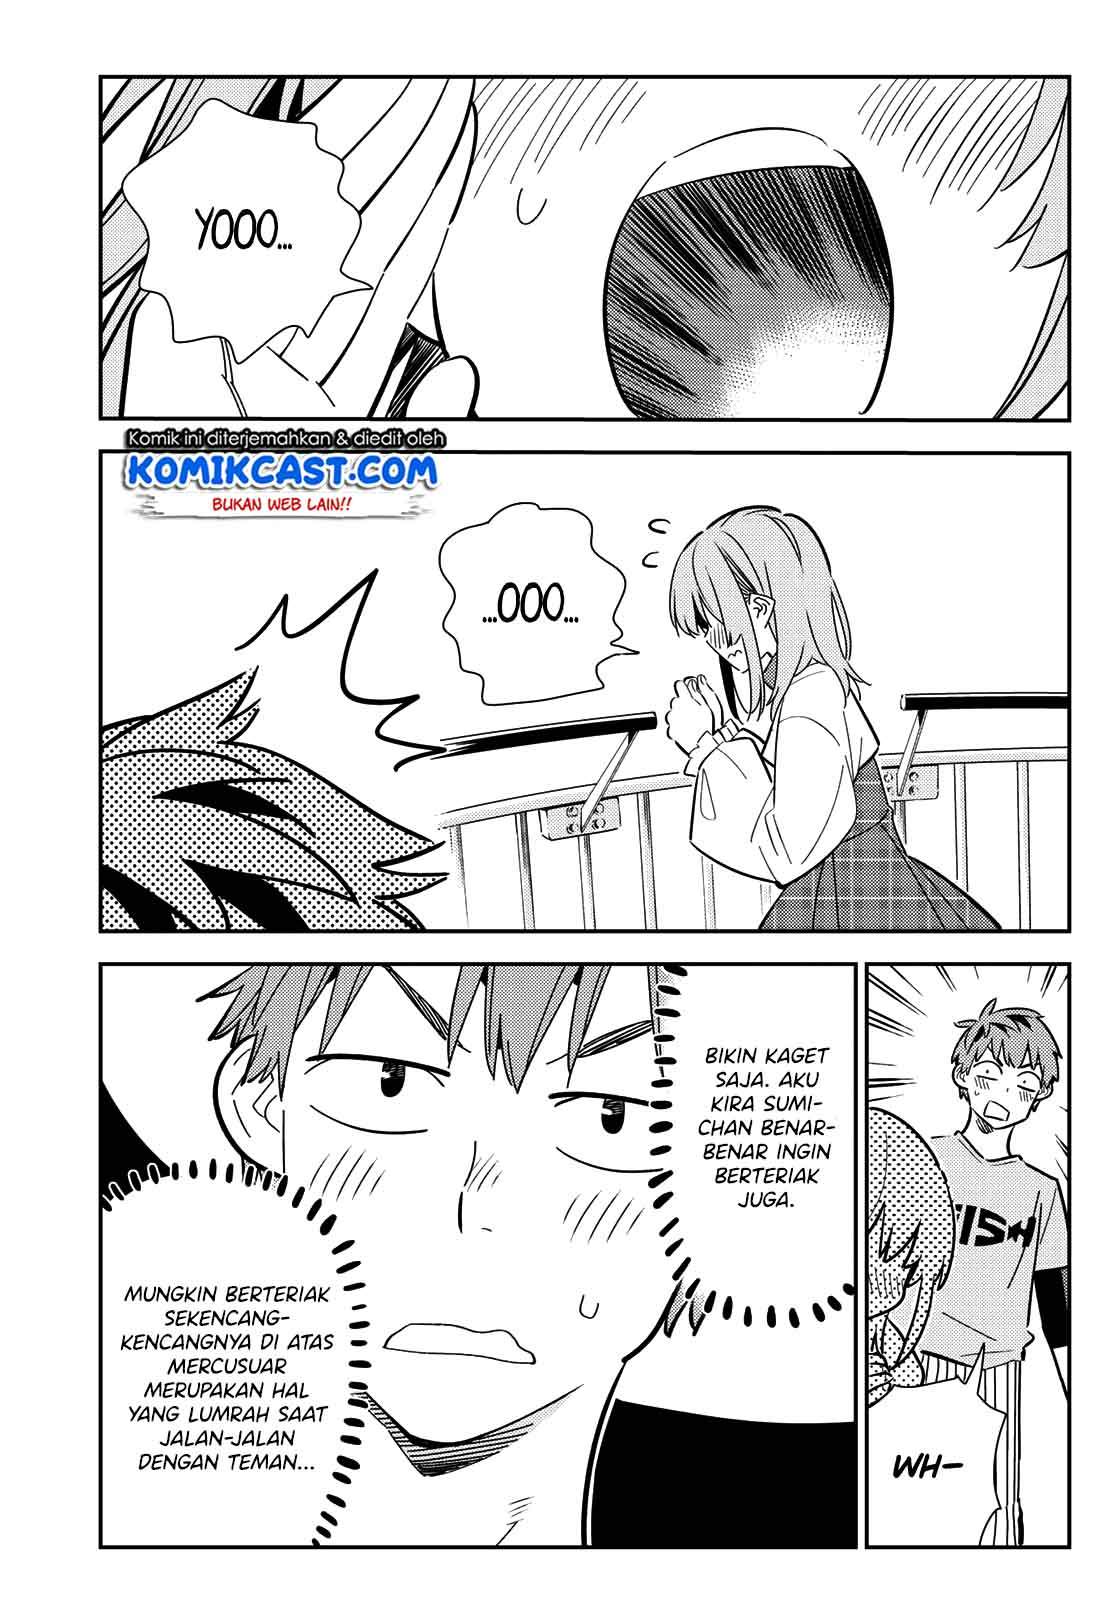 YOOO...
Komik ini diterjemahkan & diedit oleh
KOMIKCAST.COM
BUKAN WEB LAIN!!
...OOO...
FISH
WH-
BIKIN KAGET
SAJA. AKU
KIRA SUMI-
CHAN BENAR-
BENAR INGIN
BERTERIAK
JUGA.
MUNGKIN BERTERIAK
SEKENCANG-
KENCANGNYA DI ATAS
MERCUSUAR
MERUPAKAN HAL
YANG LUMRAH SAAT
JALAN-JALAN
DENGAN TEMAN...